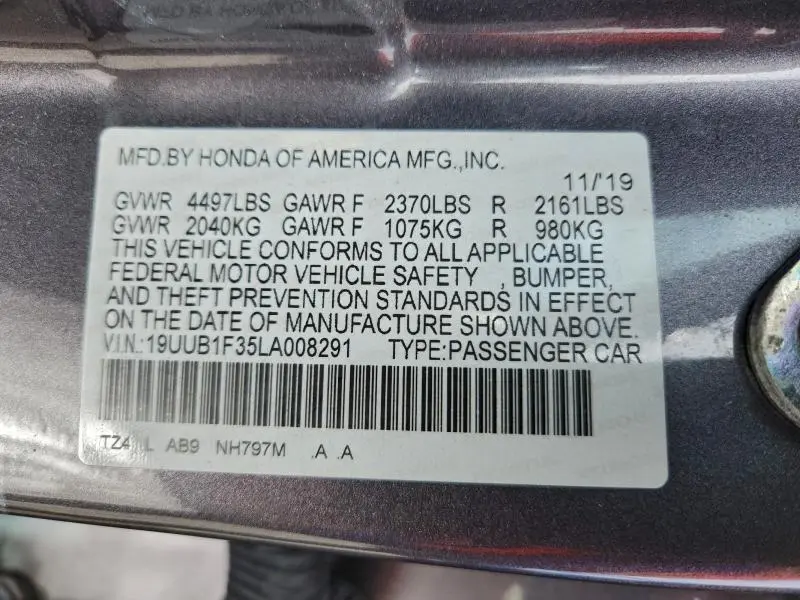 MFD.BY HONDA OF AMERICA MFG.,INC.
11/'19
GVWR 4497LBS GAWR F 2370LBS R 2161LBS
GVWR 2040KG GAWR F 1075KG R 980KG
THIS VEHICLE CONFORMS TO ALL APPLICABLE
FEDERAL MOTOR VEHICLE SAFETY , BUMPER,
AND THEFT PREVENTION STANDARDS IN EFFECT
ON THE DATE OF MANUFACTURE SHOWN ABOVE.
V.I.N.:19UUB1F35LA008291 TYPE:PASSENGER CAR
TZ4 L AB9 NH797M .A .A